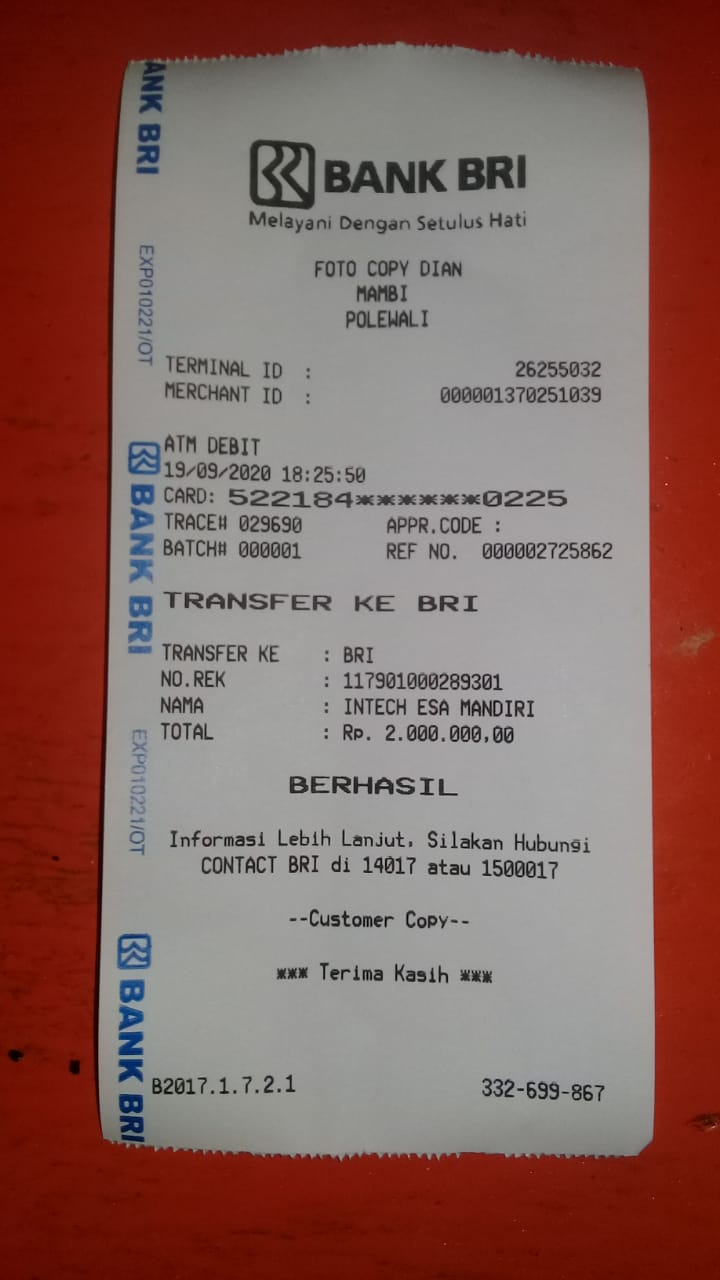 BANK BRI
Melayani Dengan Setulus Hati
FOTO COPY DIAN
MAMBI
POLEWALI
TERMINAL ID : 26255032
MERCHANT ID : 000001370251039
ATM DEBIT
19/09/2020 18:25:50
CARD: 522184******0225
TRACE# 029690 APPR.CODE :
BATCH# 000001 REF NO. 000002725862
TRANSFER KE BRI
TRANSFER KE : BRI
NO.REK : 117901000289301
NAMA : INTECH ESA MANDIRI
TOTAL : Rp. 2.000.000,00
BERHASIL
Informasi Lebih Lanjut, Silakan Hubungi
CONTACT BRI di 14017 atau 1500017
--Customer Copy--
*** Terima Kasih ***
B2017.1.7.2.1 332-699-867
ANK BRI
EXP010221/OT
BANK BRI
EXP010221/OT
BANK BRI